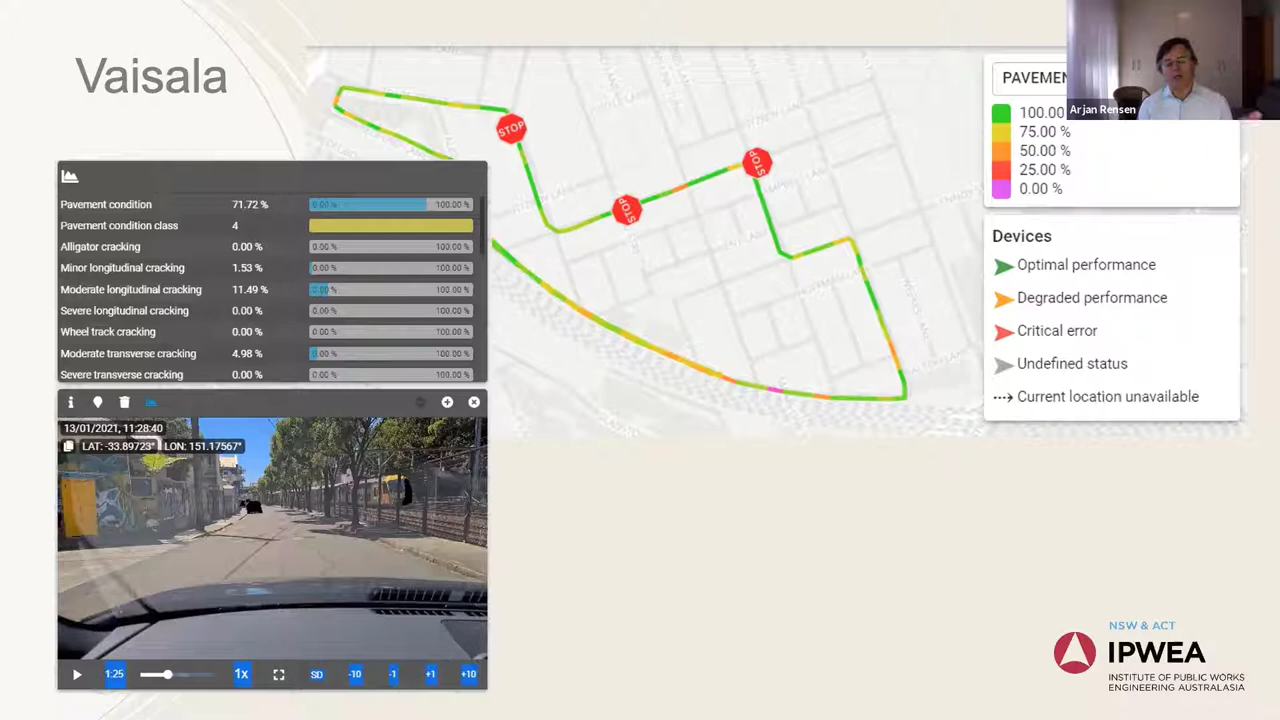 Vaisala
PAVEMEN
Arjan Rensen
100.00
75.00 %
50.00 %
25.00 %
0.00 %
Devices
Optimal performance
Degraded performance
Critical error
Undefined status
Current location unavailable
STOP
STOP
STOP
Pavement condition 71.72 % 0.00 % 100.00 %
Pavement condition class 4
Alligator cracking 0.00 % 0.00 % 100.00 %
Minor longitudinal cracking 1.53 % 0.00 % 100.00 %
Moderate longitudinal cracking 11.49 % 0.00 % 100.00 %
Severe longitudinal cracking 0.00 % 0.00 % 100.00 %
Wheel track cracking 0.00 % 0.00 % 100.00 %
Moderate transverse cracking 4.98 % 0.00 % 100.00 %
Severe transverse cracking 0.00 % 0.00 % 100.00 %
13/01/2021, 11:28:40
LAT: -33.89723° LON: 151.17567°
1:25 1x SD -10 -1 +1 +10
NSW & ACT
IPWEA
INSTITUTE OF PUBLIC WORKS
ENGINEERING AUSTRALASIA